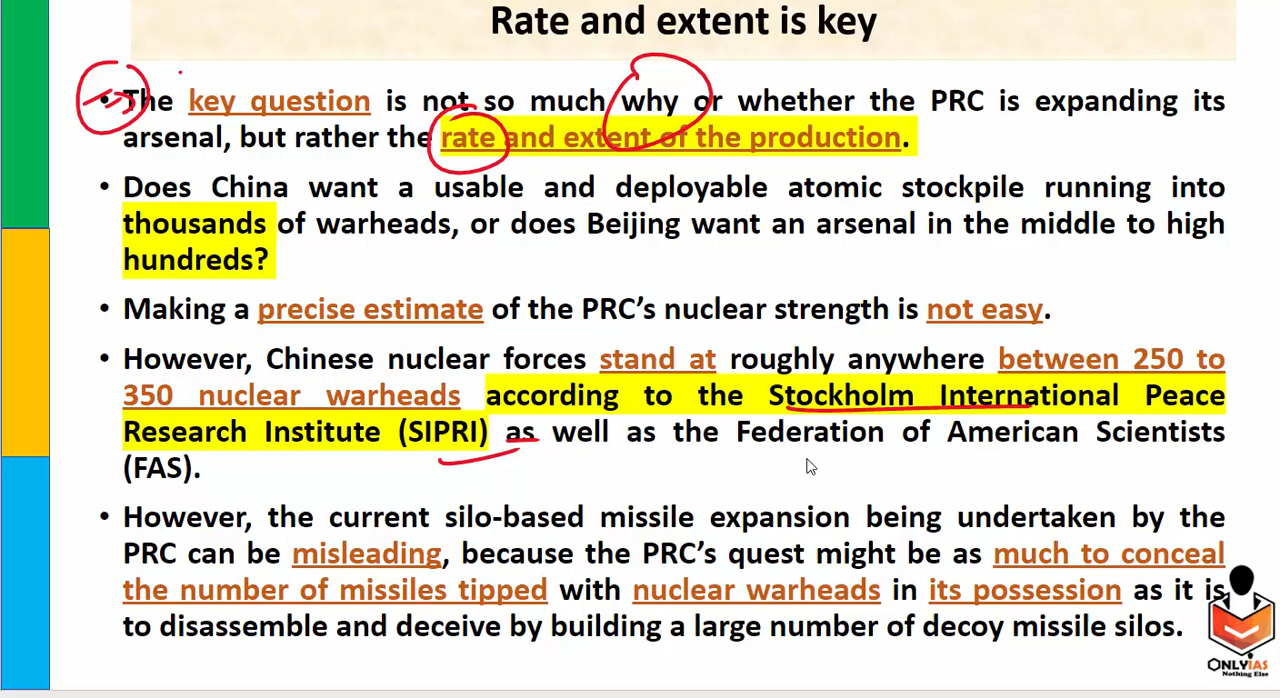 Rate and extent is key
• The key question is not so much why or whether the PRC is expanding its
arsenal, but rather the rate and extent of the production.
• Does China want a usable and deployable atomic stockpile running into
thousands of warheads, or does Beijing want an arsenal in the middle to high
hundreds?
• Making a precise estimate of the PRC’s nuclear strength is not easy.
• However, Chinese nuclear forces stand at roughly anywhere between 250 to
350 nuclear warheads according to the Stockholm International Peace
Research Institute (SIPRI) as well as the Federation of American Scientists
(FAS).
• However, the current silo-based missile expansion being undertaken by the
PRC can be misleading, because the PRC’s quest might be as much to conceal
the number of missiles tipped with nuclear warheads in its possession as it is
to disassemble and deceive by building a large number of decoy missile silos.
ONLYIAS
Nothing Else